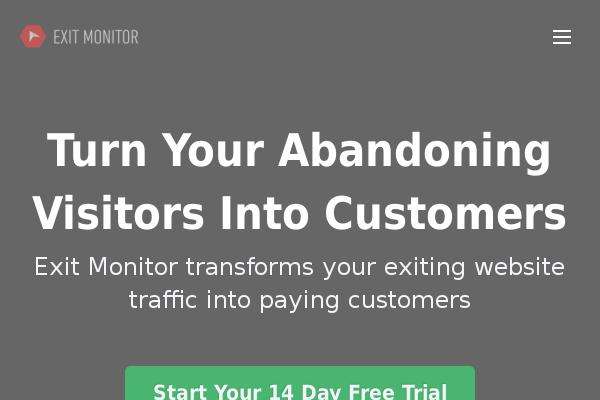 EXIT MONITOR
Turn Your Abandoning
Visitors Into Customers
Exit Monitor transforms your exiting website
traffic into paying customers
Start Your 14 Day Free Trial